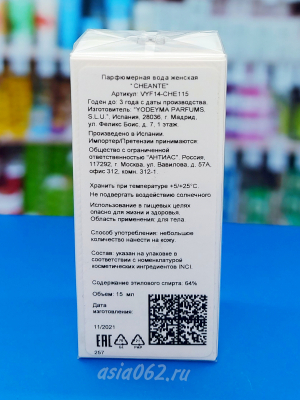 Парфюмерная вода женская
" CHEANTE"
Артикул: VYF14-CHE115
Годен до: 3 года с даты производства.
Изготовитель: "YODEYMA PARFUMS.
S.L.U.". Испания, 28036. г. Мадрид,
ул. Феликс Боис, д. 7, 1 этаж.
Произведено в Испании.
Импортер/Претензии принимаются:
Общество с ограниченной
ответственностью "АНТИАС". Россия,
117292, г. Москва, ул. Вавилова, д. 57А,
офис 312, комн. 312-1.
Хранить при температуре +5/+25°С.
Не подвергать воздействию солнечного
Использование в пищевых целях
опасно для жизни и здоровья.
Область применения: для тела.
Способ употребления: небольшое
количество нанести на кожу.
Состав: указан на упаковке в
соответствии с номенклатурой
косметических ингредиентов INCI.
Содержание этилового спирта: 64%
Объем: 15 мл
Дата
изготовления:
11/2021
EAC
257
asia062.ru